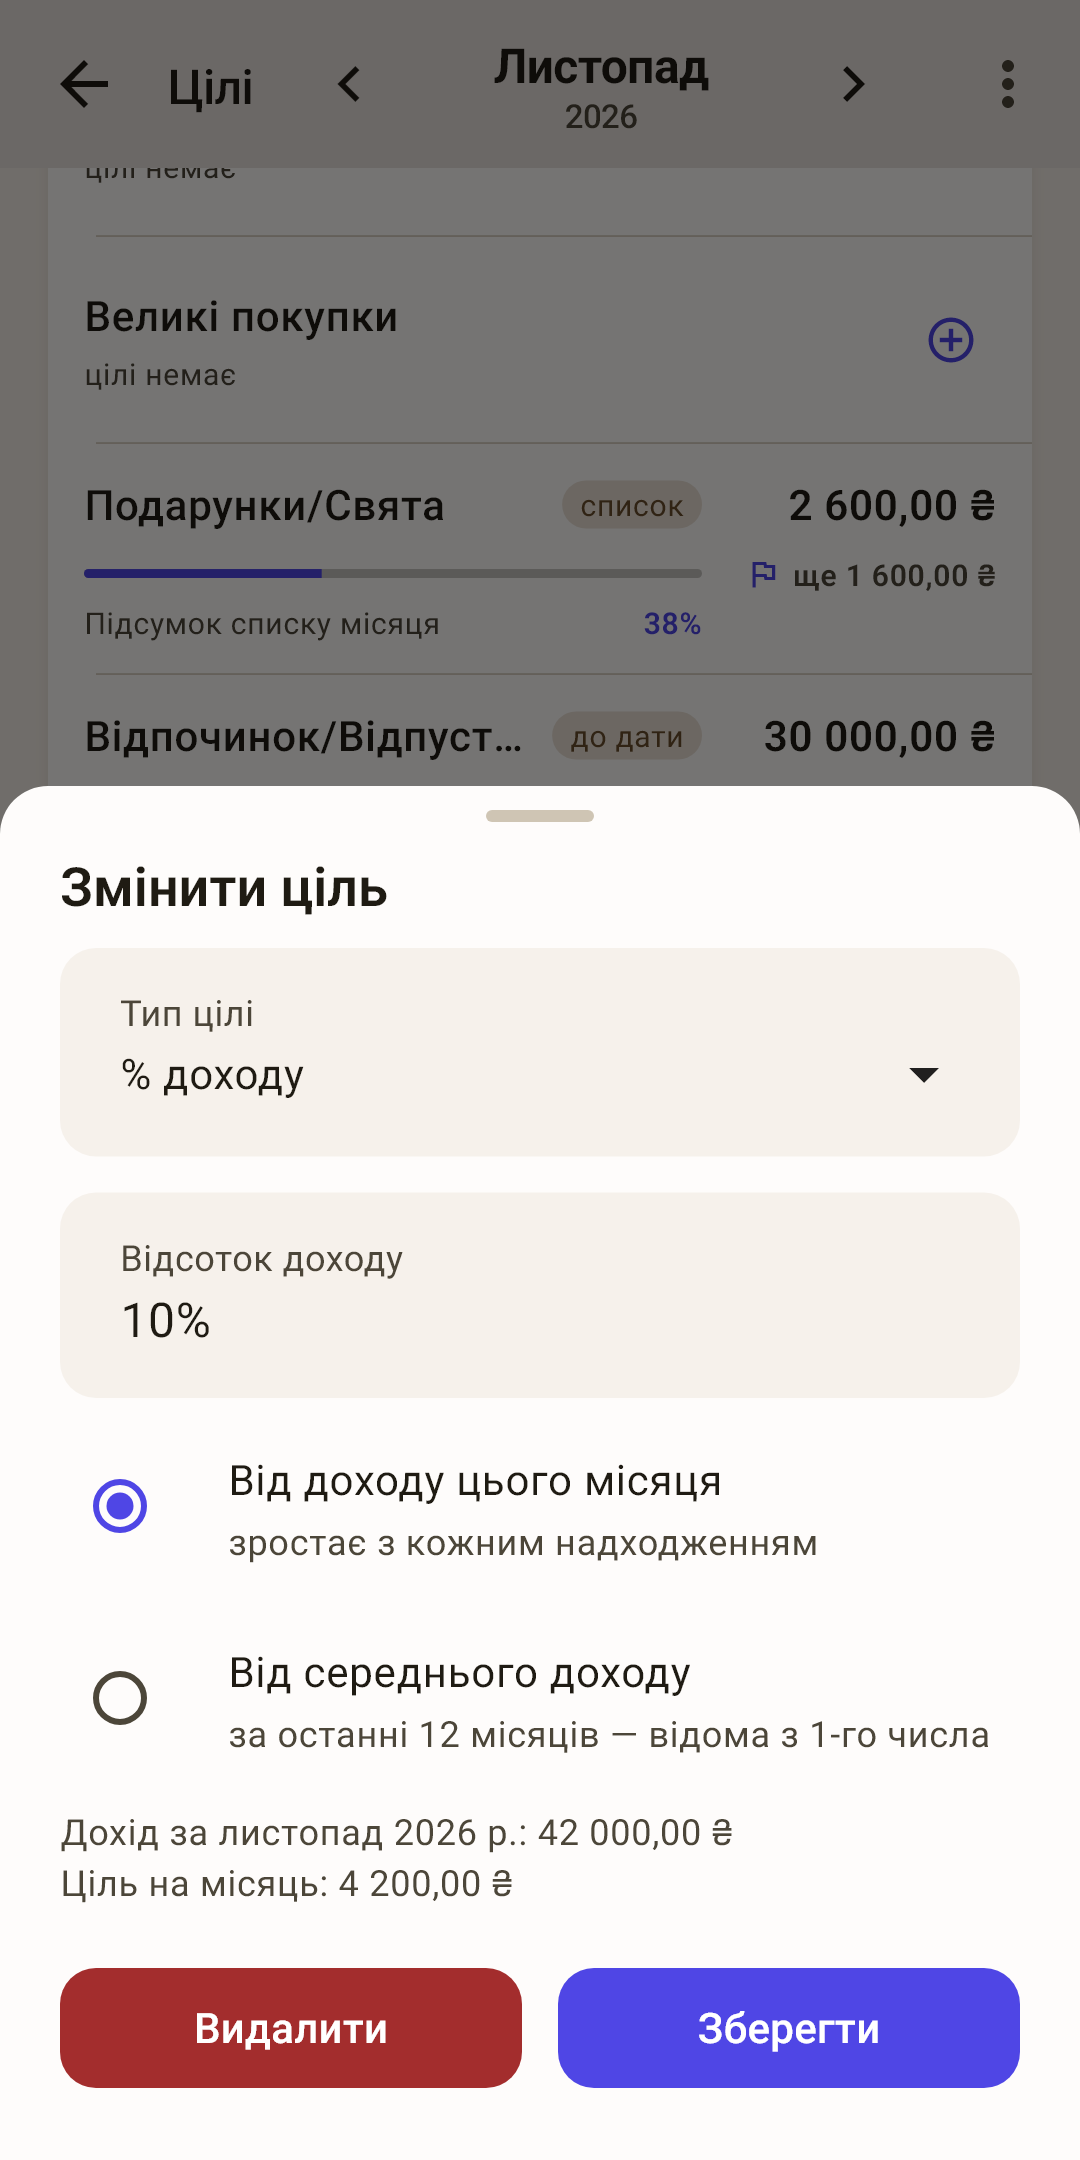 Цілі
Листопад
2026
цілі немає
Великі покупки
цілі немає
Подарунки/Свята
список
2 600,00 ₴
ще 1 600,00 ₴
Підсумок списку місяця
38%
Відпочинок/Відпуст...
до дати
30 000,00 ₴
Змінити ціль
Тип цілі
% доходу
Відсоток доходу
10%
Від доходу цього місяця
зростає з кожним надходженням
Від середнього доходу
за останні 12 місяців — відома з 1-го числа
Дохід за листопад 2026 р.: 42 000,00 ₴
Ціль на місяць: 4 200,00 ₴
Видалити
Зберегти